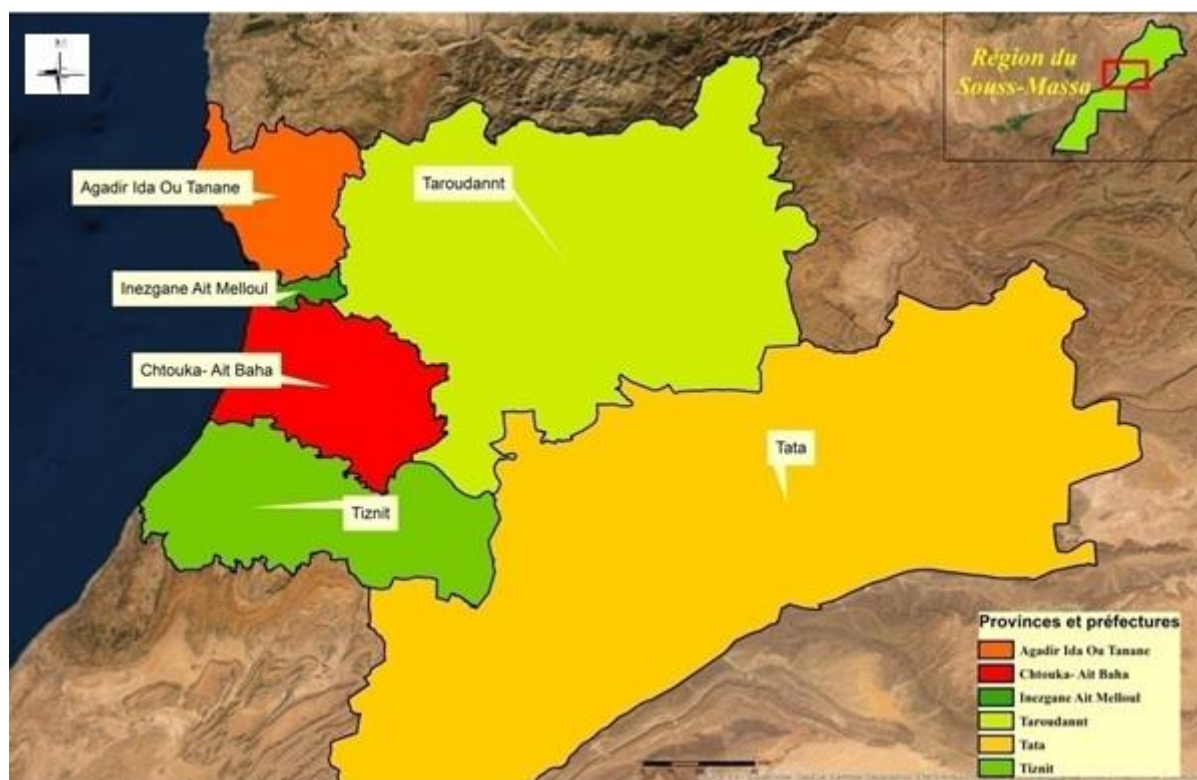 Région du
Souss-Massa
Agadir Ida Ou Tanane
Taroudannt
Inezgane Ait Melloul
Chtouka- Ait Baha
Tata
Tiznit
Provinces et préfectures
Agadir Ida Ou Tanane
Chtouka- Ait Baha
Inezgane Ait Melloul
Taroudannt
Tata
Tiznit